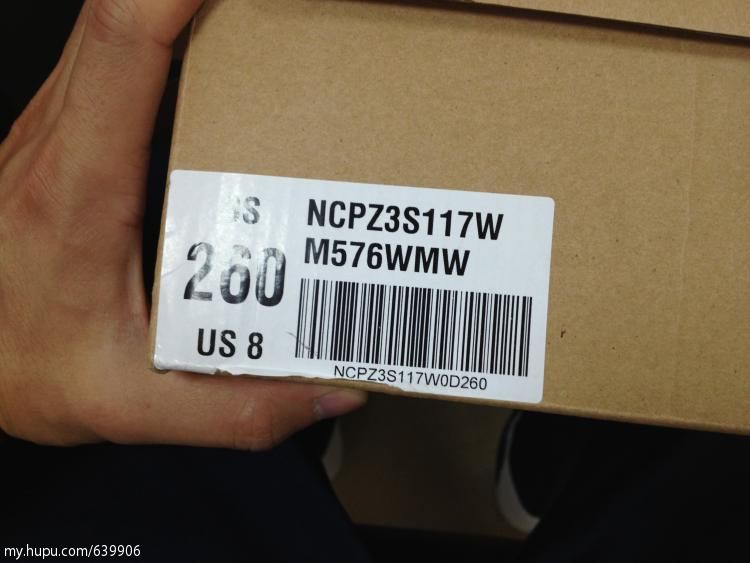 260
US 8
NCPZ3S117W
M576WMW
NCPZ3S117W0D260
my.hupu.com/639906